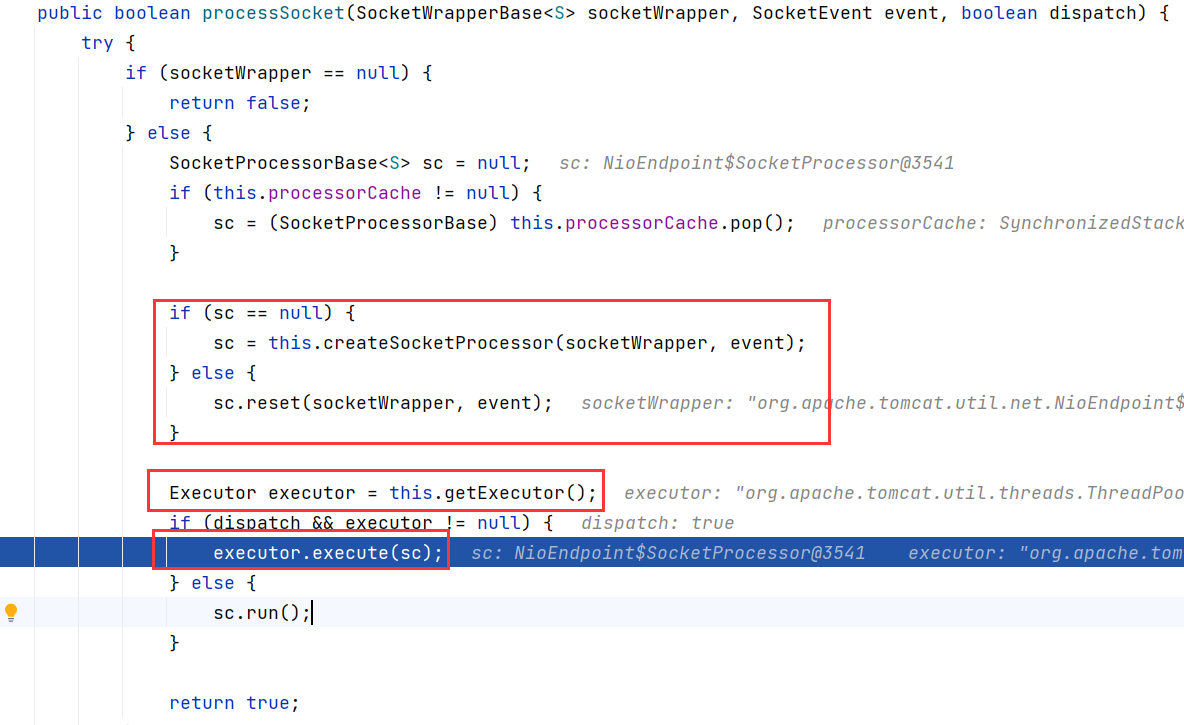 public boolean processSocket(SocketWrapperBase<S> socketWrapper, SocketEvent event, boolean dispatch) {
try {
if (socketWrapper == null) {
return false;
} else {
SocketProcessorBase<S> sc = null; sc: NioEndpoint$SocketProcessor@3541
if (this.processorCache != null) {
sc = (SocketProcessorBase) this.processorCache.pop(); processorCache: SynchronizedStack
}
if (sc == null) {
sc = this.createSocketProcessor(socketWrapper, event);
} else {
sc.reset(socketWrapper, event); socketWrapper: "org.apache.tomcat.util.net.NioEndpoint$
}
Executor executor = this.getExecutor(); executor: "org.apache.tomcat.util.threads.ThreadPoo
if (dispatch && executor != null) { dispatch: true
executor.execute(sc); sc: NioEndpoint$SocketProcessor@3541 executor: "org.apache.tom
} else {
sc.run();
}
return true;